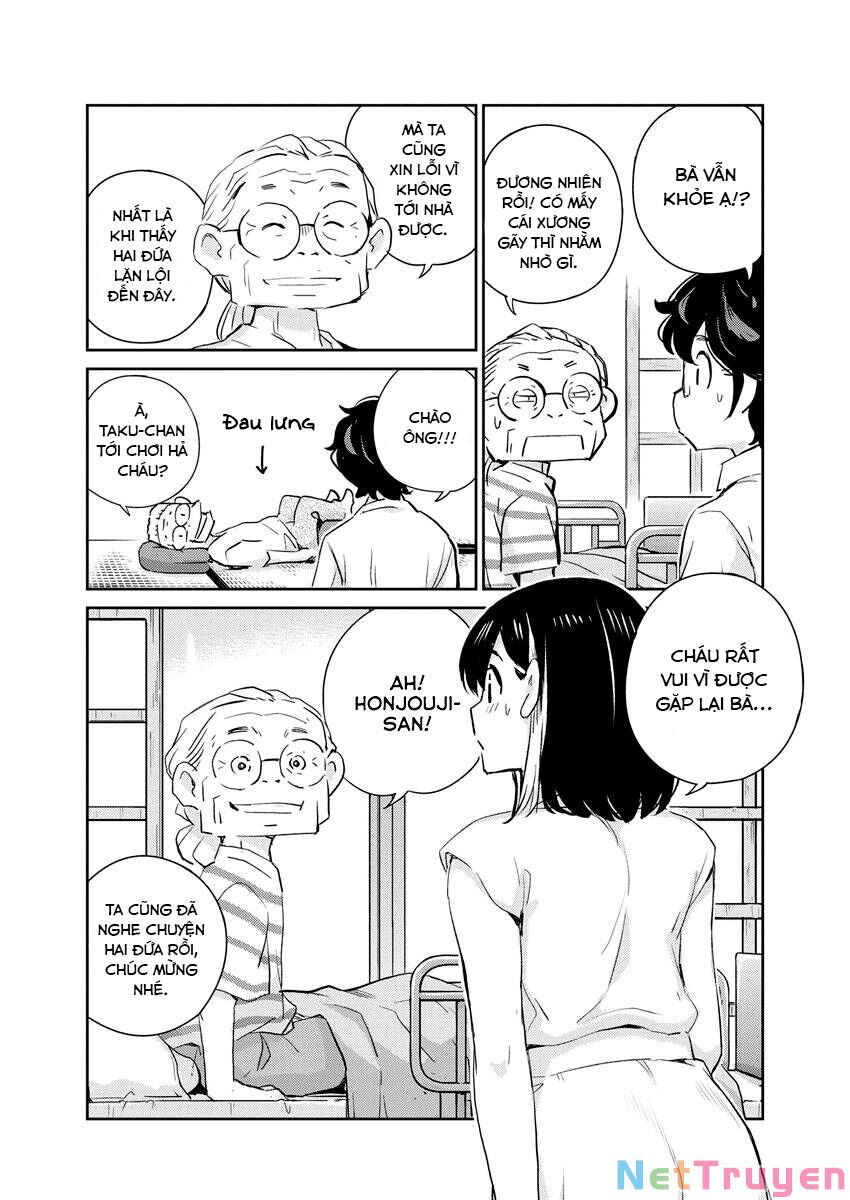 BÀ VẪN
KHỎE Ạ!?
ĐƯƠNG NHIÊN
RỒI! CÓ MẤY
CÁI XƯƠNG
GÃY THÌ NHẰM
NHÒ GÌ.
MÀ TA
CŨNG
XIN LỖI VÌ
KHÔNG
TỚI NHÀ
ĐƯỢC.
NHẤT LÀ
KHI THẤY
HAI ĐỨA
LẶN LỘI
ĐẾN ĐÂY.
CHÀO
ÔNG!!!
Đau lưng
À,
TAKU-CHAN
TỚI CHƠI HẢ
CHÁU?
CHÁU RẤT
VUI VÌ ĐƯỢC
GẶP LẠI BÀ...
AH!
HONJOUJI-
SAN!
TA CŨNG ĐÃ
NGHE CHUYỆN
HAI ĐỨA RỒI,
CHÚC MỪNG
NHÉ.
NetTruyen